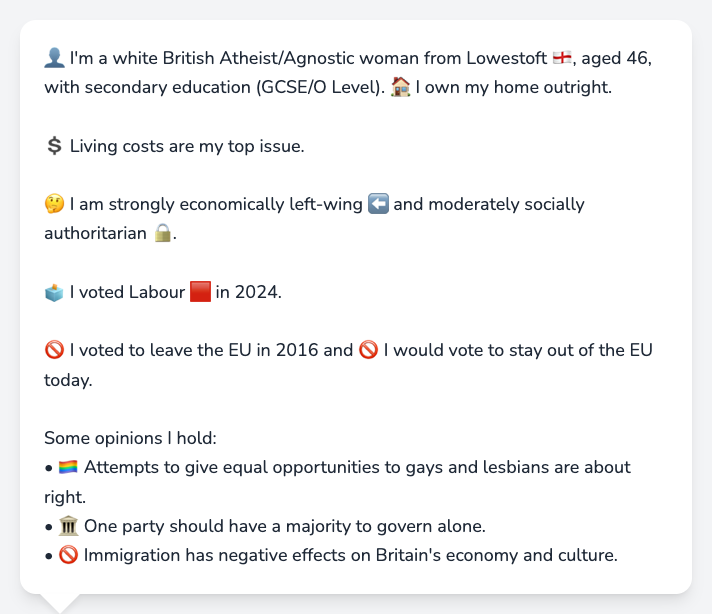 👤 I'm a white British Atheist/Agnostic woman from Lowestoft 🏴󠁧󠁢󠁥󠁮󠁧󠁿, aged 46,
with secondary education (GCSE/O Level). 🏠 I own my home outright.
💲 Living costs are my top issue.
🤔 I am strongly economically left-wing ⬅️ and moderately socially
authoritarian 🔒.
🗳️ I voted Labour 🟥 in 2024.
🚫 I voted to leave the EU in 2016 and 🚫 I would vote to stay out of the EU
today.
Some opinions I hold:
• 🏳️‍🌈 Attempts to give equal opportunities to gays and lesbians are about
right.
• 🏛️ One party should have a majority to govern alone.
• 🚫 Immigration has negative effects on Britain's economy and culture.